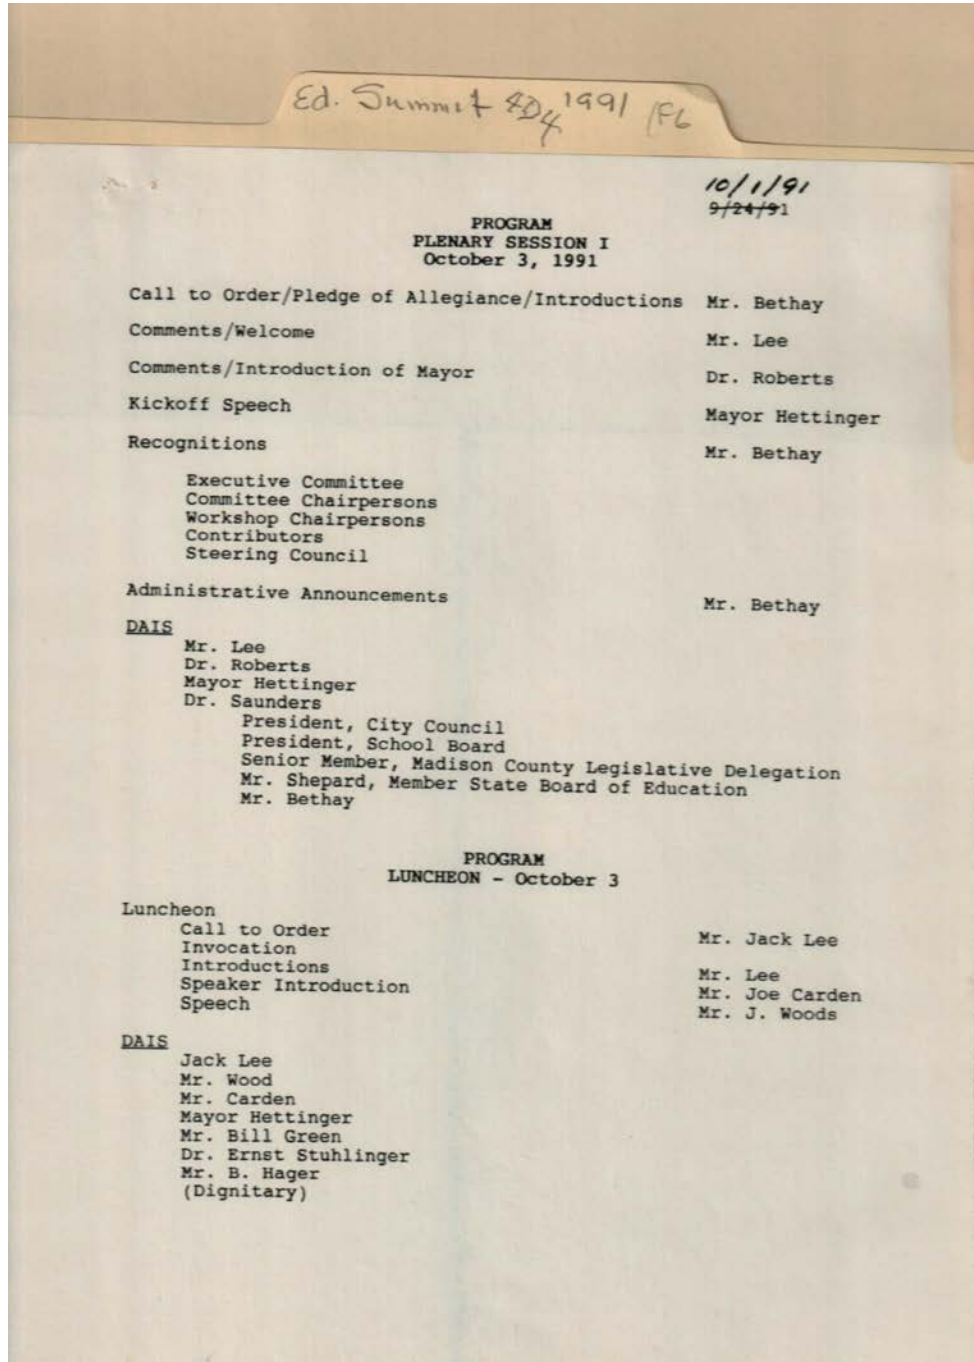 Ed. Summit 8D4 1991 (F6
10/1/91
9/24/91
PROGRAM
PLENARY SESSION I
October 3, 1991
Call to Order/Pledge of Allegiance/Introductions Mr. Bethay
Comments/Welcome Mr. Lee
Comments/Introduction of Mayor Dr. Roberts
Kickoff Speech Mayor Hettinger
Recognitions Mr. Bethay
Executive Committee
Committee Chairpersons
Workshop Chairpersons
Contributors
Steering Council
Administrative Announcements Mr. Bethay
DAIS
Mr. Lee
Dr. Roberts
Mayor Hettinger
Dr. Saunders
President, City Council
President, School Board
Senior Member, Madison County Legislative Delegation
Mr. Shepard, Member State Board of Education
Mr. Bethay
PROGRAM
LUNCHEON - October 3
Luncheon
Call to Order Mr. Jack Lee
Invocation
Introductions Mr. Lee
Speaker Introduction Mr. Joe Carden
Speech Mr. J. Woods
DAIS
Jack Lee
Mr. Wood
Mr. Carden
Mayor Hettinger
Mr. Bill Green
Dr. Ernst Stuhlinger
Mr. B. Hager
(Dignitary)